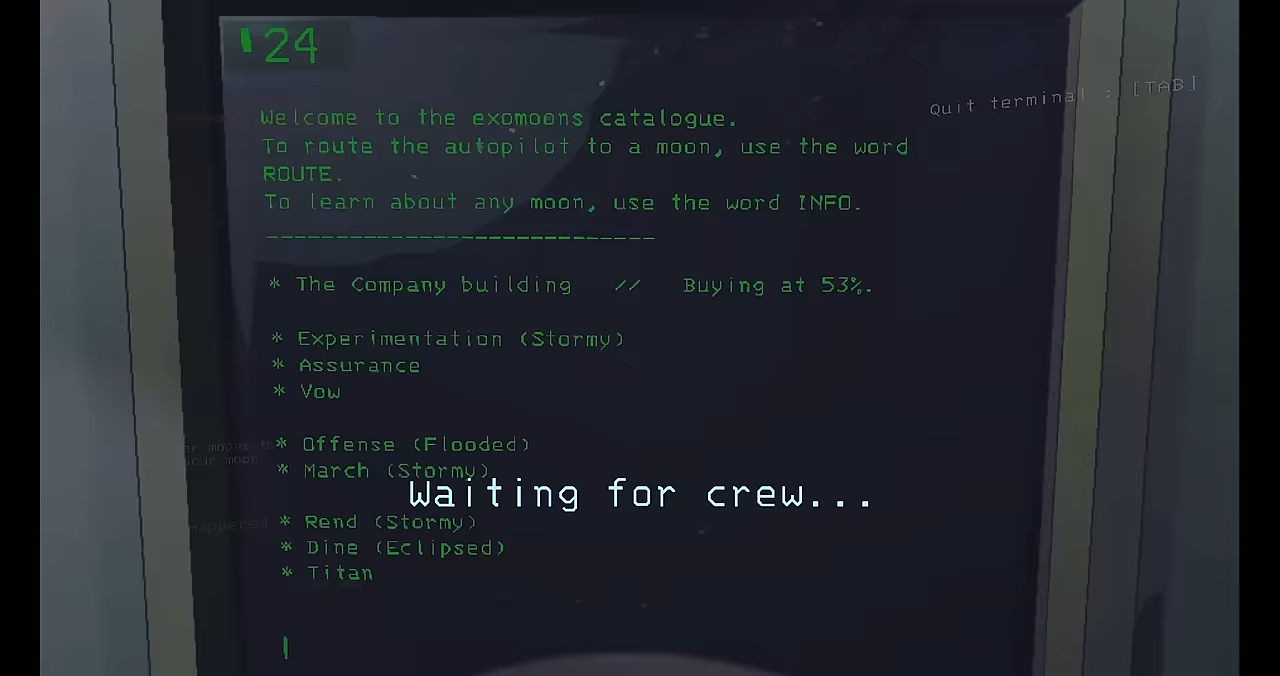 ▮24
Quit terminal : [TAB]
Welcome to the exomoons catalogue.
To route the autopilot to a moon, use the word
ROUTE.
To learn about any moon, use the word INFO.
----------------------------
* The Company building // Buying at 53%.
* Experimentation (Stormy)
* Assurance
* Vow
* Offense (Flooded)
* March (Stormy)
Waiting for crew...
* Rend (Stormy)
* Dine (Eclipsed)
* Titan